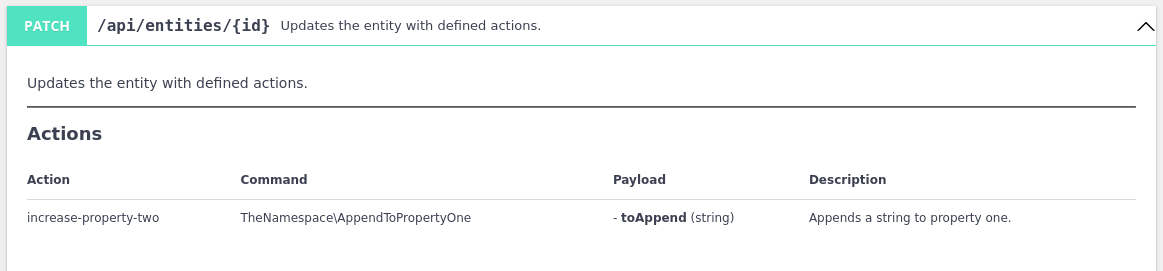 PATCH /api/entities/{id} Updates the entity with defined actions.
Updates the entity with defined actions.
Actions
Action Command Payload Description
increase-property-two TheNamespace\AppendToPropertyOne - toAppend (string) Appends a string to property one.